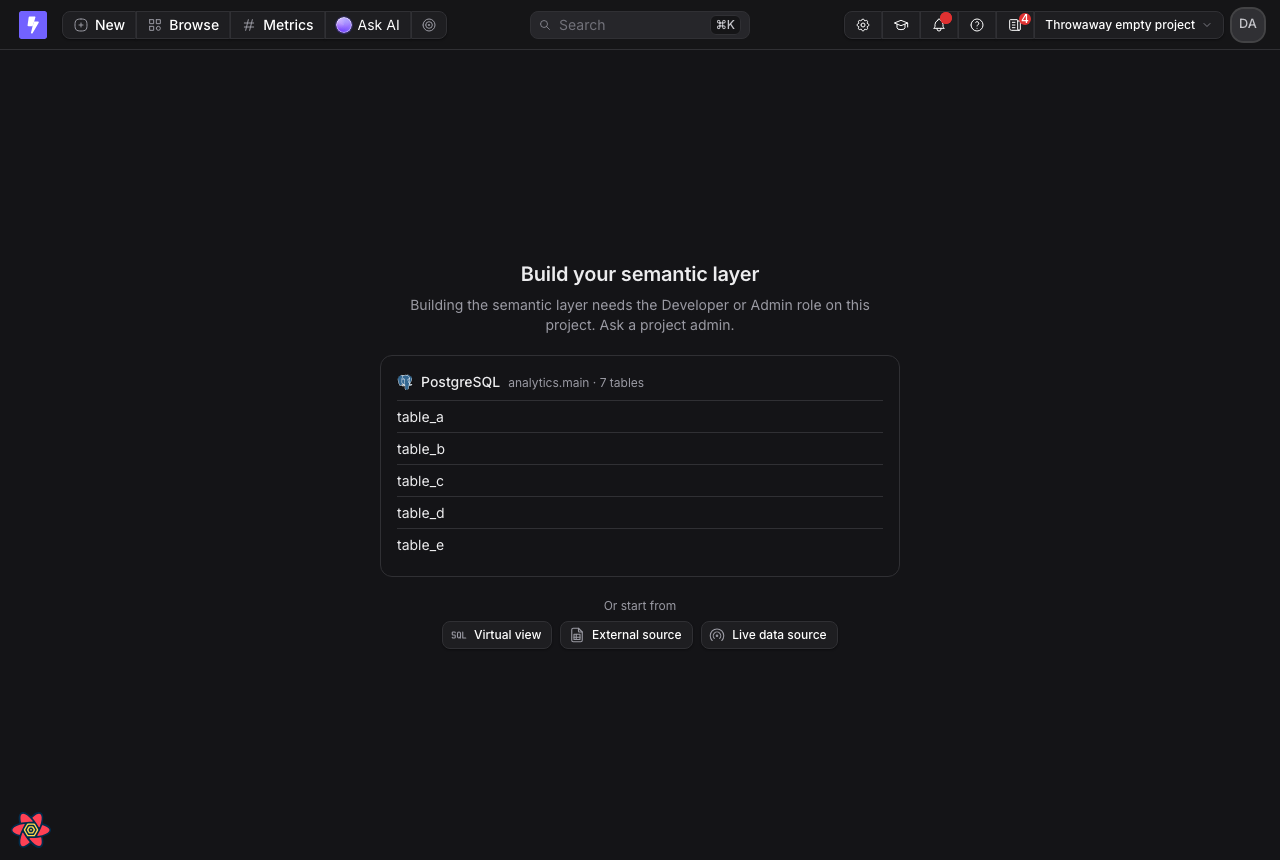 New
Browse
Metrics
Ask AI
Search
⌘K
4
Throwaway empty project
DA
Build your semantic layer
Building the semantic layer needs the Developer or Admin role on this
project. Ask a project admin.
PostgreSQL analytics.main · 7 tables
table_a
table_b
table_c
table_d
table_e
Or start from
SQL Virtual view
External source
Live data source